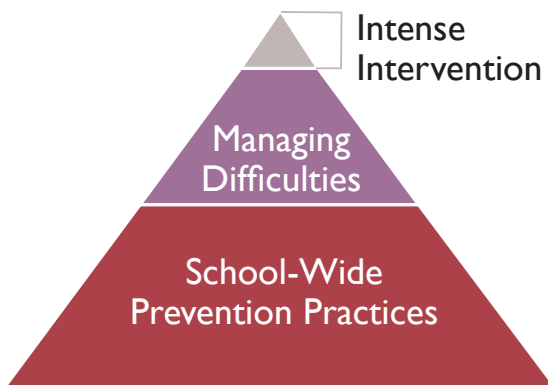 Intense
Intervention
Managing
Difficulties
School-Wide
Prevention Practices